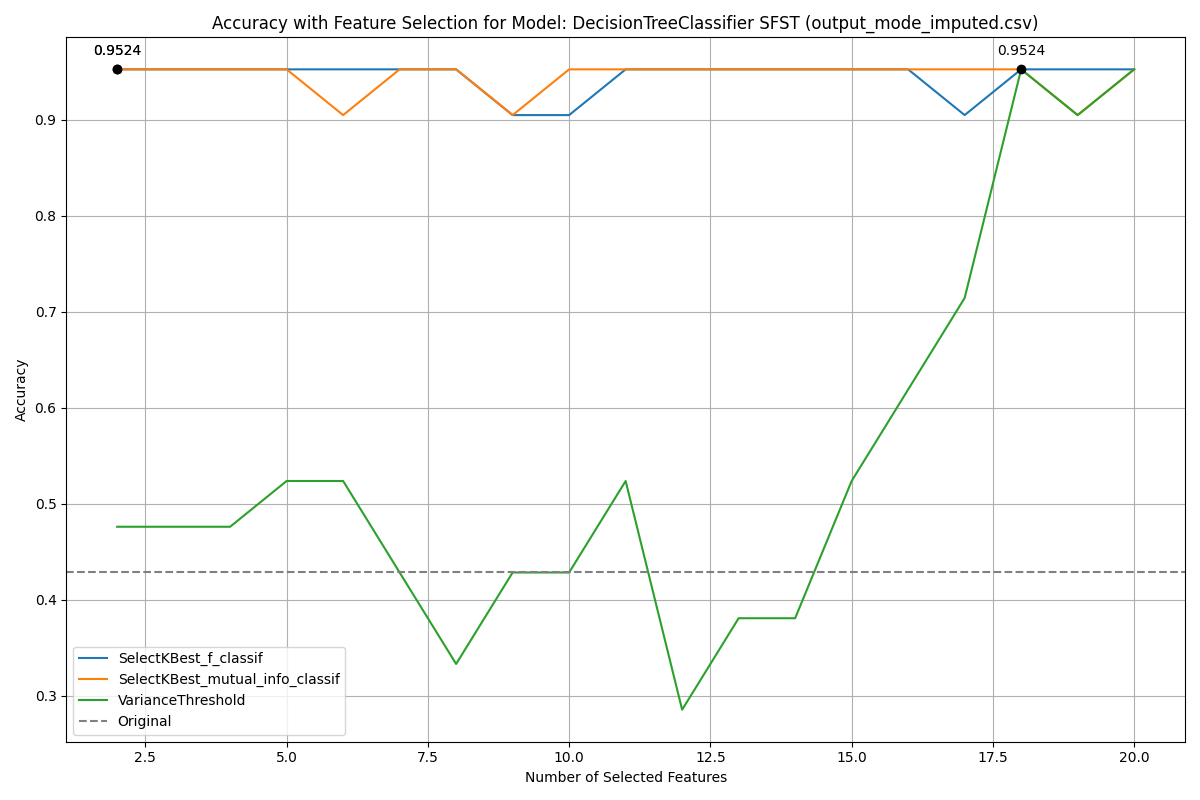 Accuracy with Feature Selection for Model: DecisionTreeClassifier SFST (output_mode_imputed.csv)
0.9524
0.9524
Accuracy
0.9
0.8
0.7
0.6
0.5
0.4
0.3
SelectKBest_f_classif
SelectKBest_mutual_info_classif
VarianceThreshold
Original
2.5
5.0
7.5
10.0
12.5
15.0
17.5
20.0
Number of Selected Features